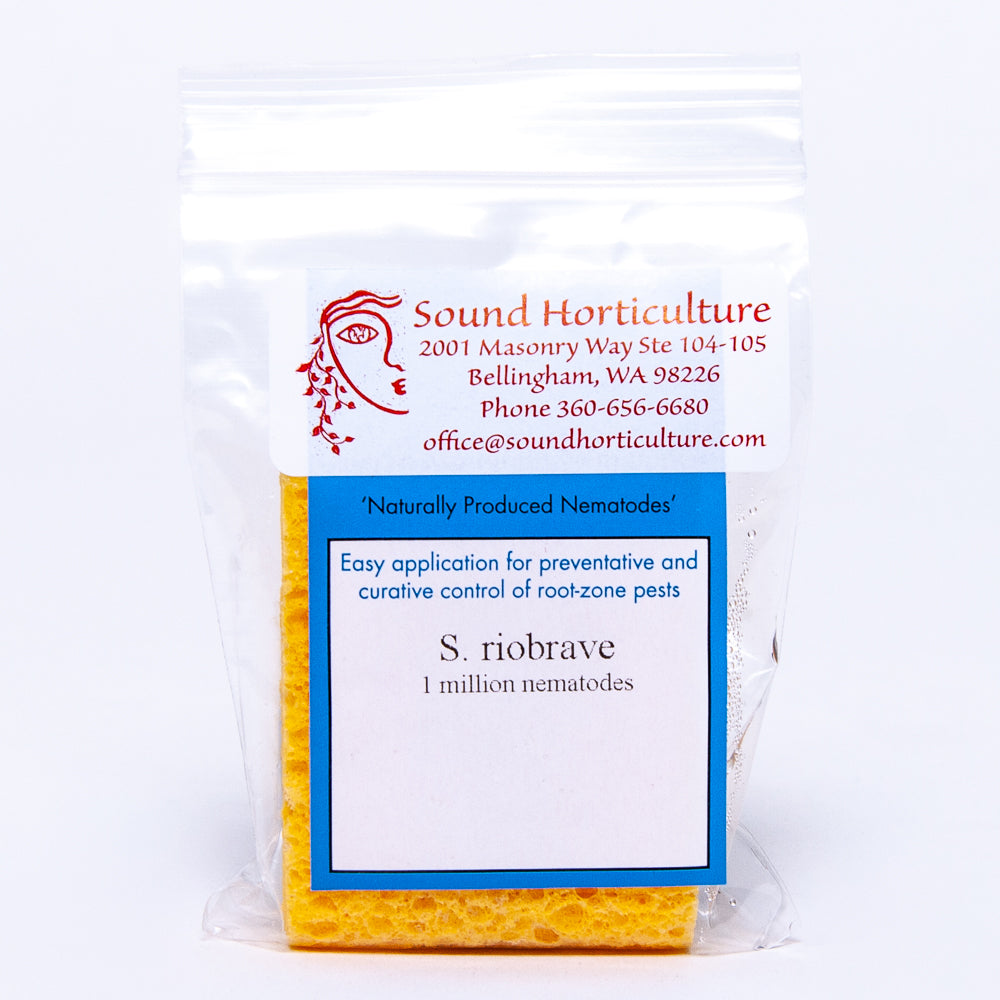 Sound Horticulture
2001 Masonry Way Ste 104-105
Bellingham, WA 98226
Phone 360-656-6680
office@soundhorticulture.com
'Naturally Produced Nematodes'
Easy application for preventative and
curative control of root-zone pests
S. riobrave
1 million nematodes